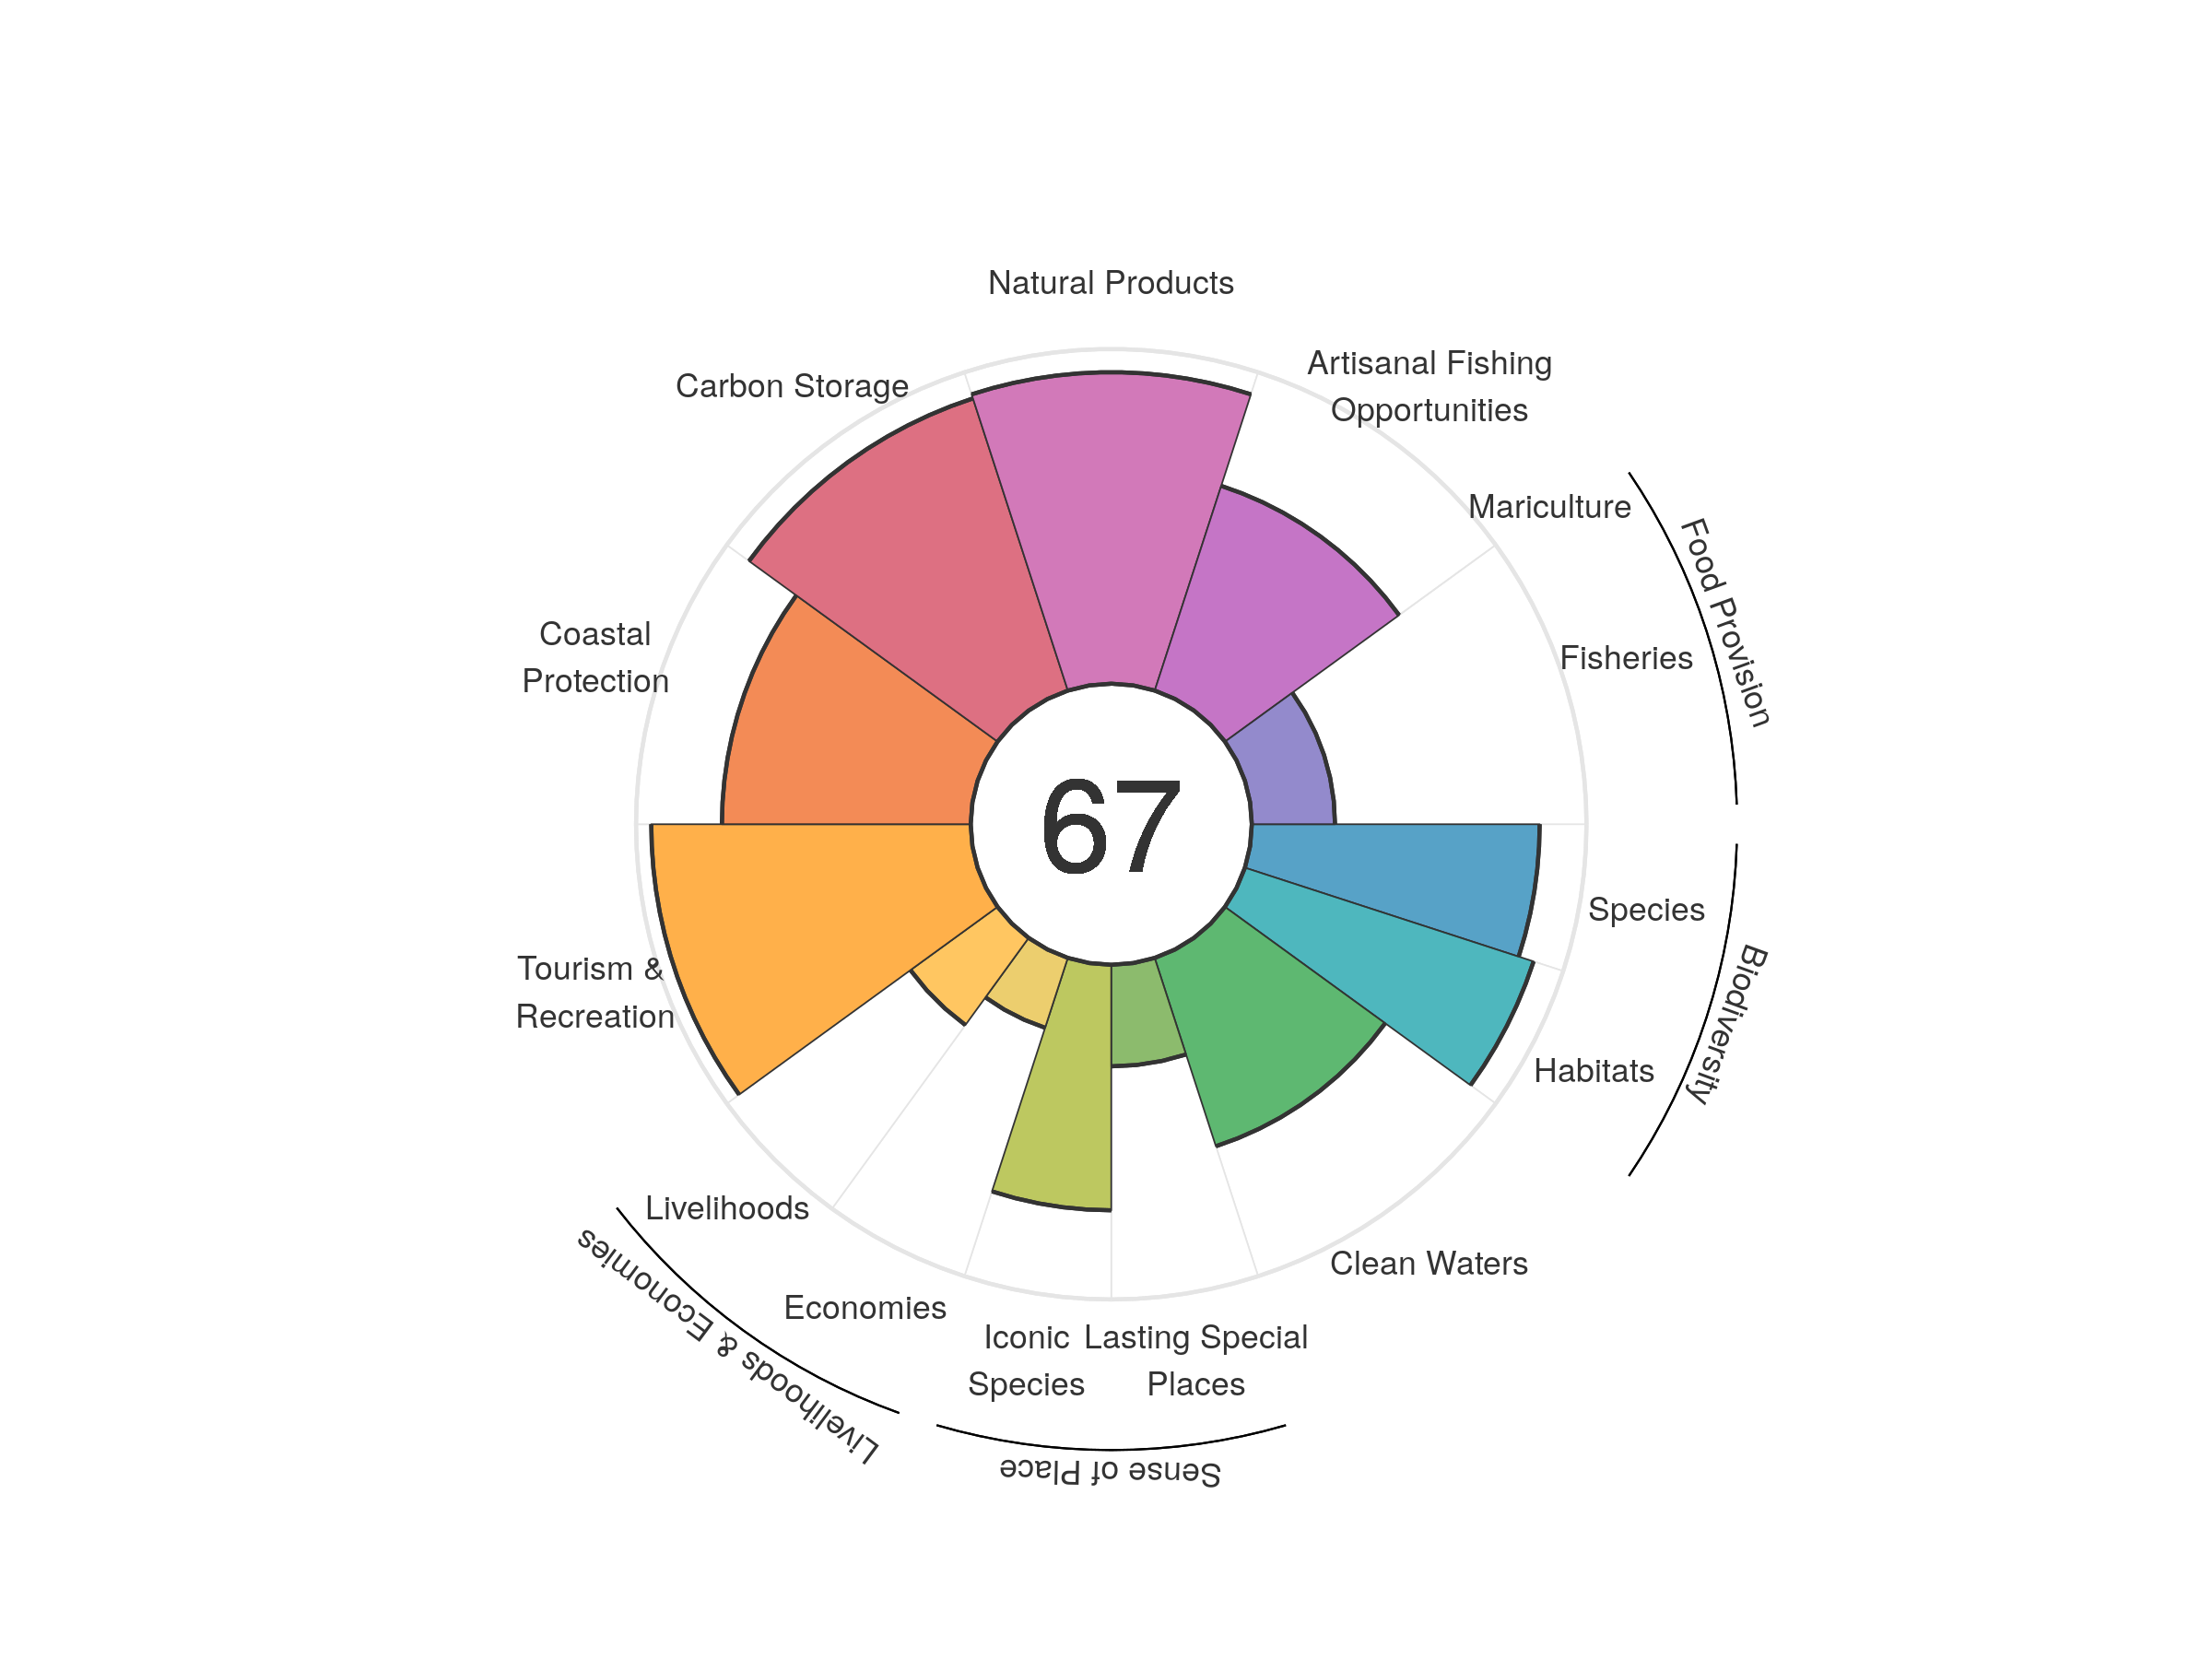 Natural Products
Artisanal Fishing
Opportunities
Carbon Storage
Mariculture
Food Provision
Fisheries
Coastal
Protection
67
Species
Biodiversity
Habitats
Tourism &
Recreation
Livelihoods
Clean Waters
Livelihoods & Economies
Economies
Iconic
Species
Lasting Special
Places
Sense of Place